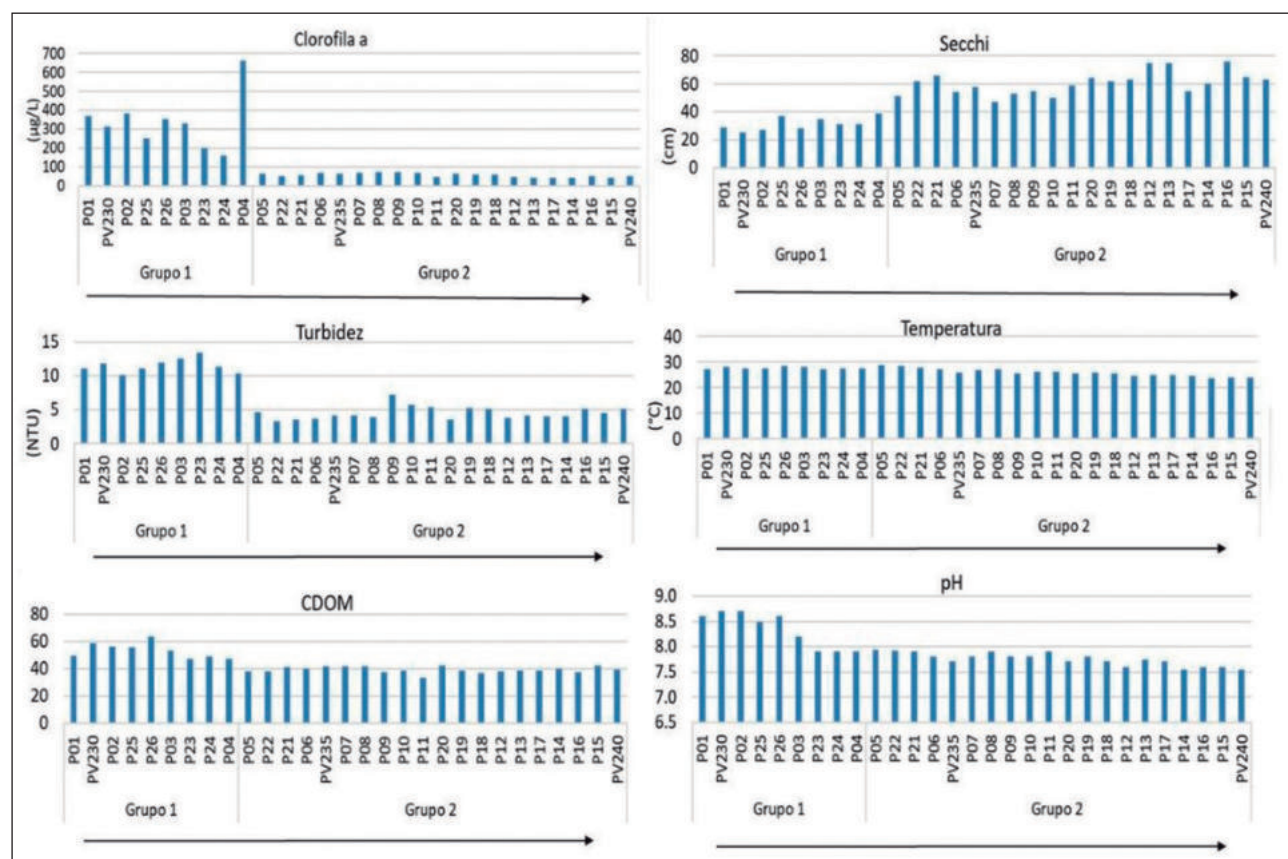 Clorofila a
700
600
500
400
300
200
100
0
(µg/L)
P01 PV230 P02 P25 P26 P03 P23 P24 P04 P05 P22 P21 P06 PV235 P07 P08 P09 P10 P11 P20 P19 P18 P12 P13 P17 P14 P16 P15 PV240
Grupo 1 Grupo 2
Secchi
80
60
40
20
0
(cm)
P01 PV230 P02 P25 P26 P03 P23 P24 P04 P05 P22 P21 P06 PV235 P07 P08 P09 P10 P11 P20 P19 P18 P12 P13 P17 P14 P16 P15 PV240
Grupo 1 Grupo 2
Turbidez
15
10
5
0
(NTU)
P01 PV230 P02 P25 P26 P03 P23 P24 P04 P05 P22 P21 P06 PV235 P07 P08 P09 P10 P11 P20 P19 P18 P12 P13 P17 P14 P16 P15 PV240
Grupo 1 Grupo 2
Temperatura
40
30
20
10
0
(°C)
P01 PV230 P02 P25 P26 P03 P23 P24 P04 P05 P22 P21 P06 PV235 P07 P08 P09 P10 P11 P20 P19 P18 P12 P13 P17 P14 P16 P15 PV240
Grupo 1 Grupo 2
CDOM
80
60
40
20
0
P01 PV230 P02 P25 P26 P03 P23 P24 P04 P05 P22 P21 P06 PV235 P07 P08 P09 P10 P11 P20 P19 P18 P12 P13 P17 P14 P16 P15 PV240
Grupo 1 Grupo 2
pH
9.0
8.5
8.0
7.5
7.0
6.5
P01 PV230 P02 P25 P26 P03 P23 P24 P04 P05 P22 P21 P06 PV235 P07 P08 P09 P10 P11 P20 P19 P18 P12 P13 P17 P14 P16 P15 PV240
Grupo 1 Grupo 2